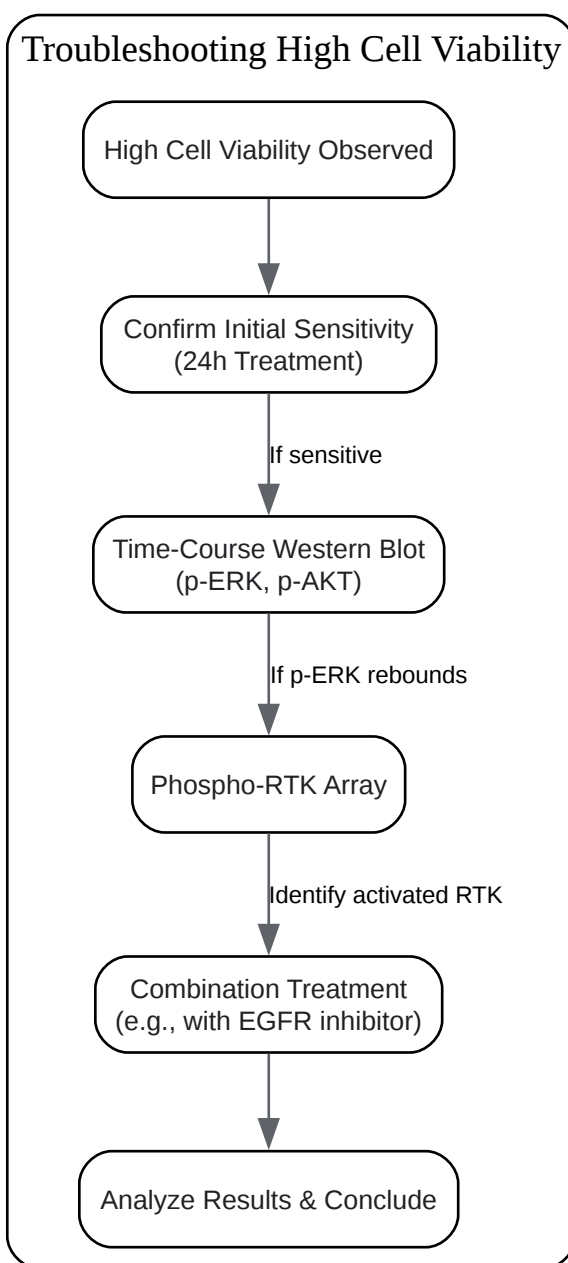 Troubleshooting High Cell Viability
High Cell Viability Observed
Confirm Initial Sensitivity
(24h Treatment)
If sensitive
Time-Course Western Blot
(p-ERK, p-AKT)
If p-ERK rebounds
Phospho-RTK Array
Identify activated RTK
Combination Treatment
(e.g., with EGFR inhibitor)
Analyze Results & Conclude